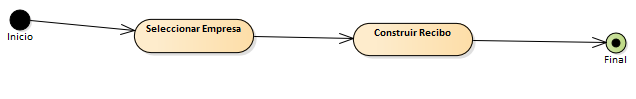 Inicio
Seleccionar Empresa
Construir Recibo
Final